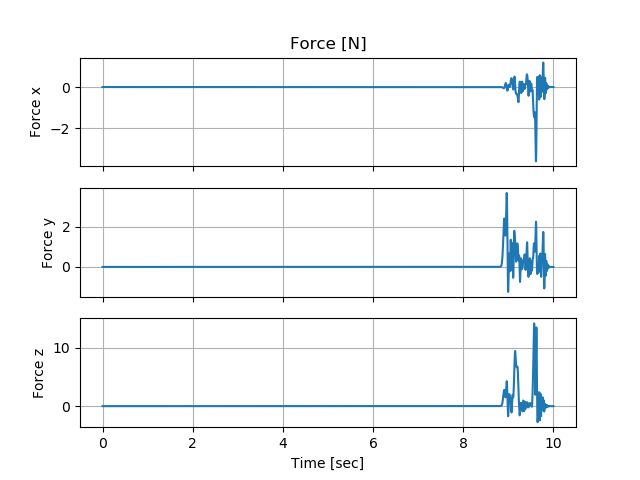 Force [N]
Force x
0
−2
Force y
2
0
Force z
10
0
0 2 4 6 8 10
Time [sec]